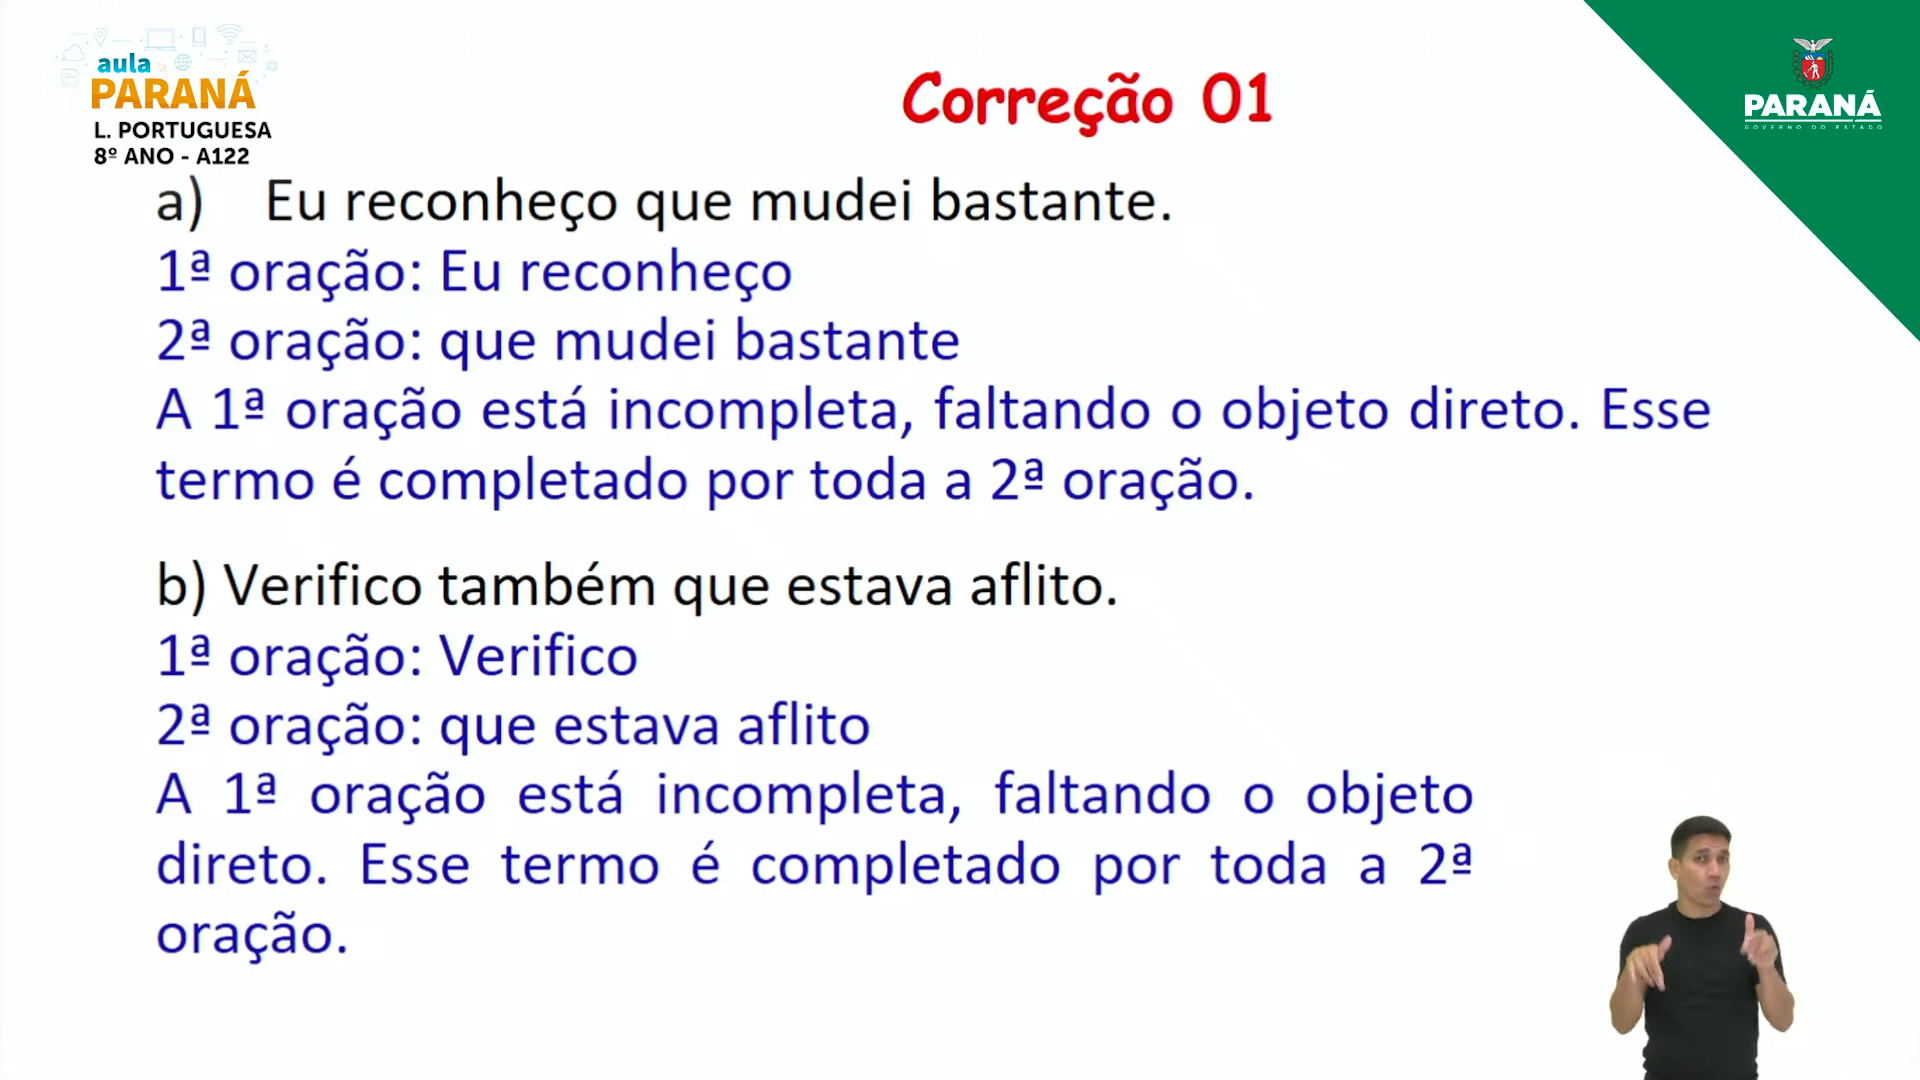 aula
PARANÁ
L. PORTUGUESA
8º ANO - A122
Correção 01
PARANÁ
GOVERNO DO ESTADO
a) Eu reconheço que mudei bastante.
1ª oração: Eu reconheço
2ª oração: que mudei bastante
A 1ª oração está incompleta, faltando o objeto direto. Esse
termo é completado por toda a 2ª oração.
b) Verifico também que estava aflito.
1ª oração: Verifico
2ª oração: que estava aflito
A 1ª oração está incompleta, faltando o objeto
direto. Esse termo é completado por toda a 2ª
oração.